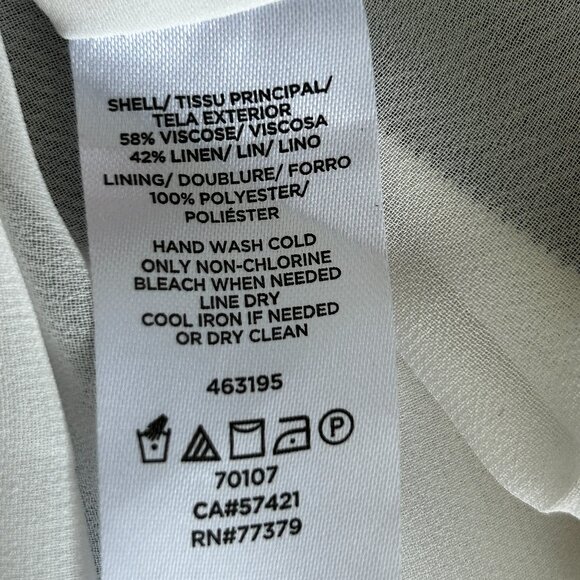 SHELL/ TISSU PRINCIPAL/
TELA EXTERIOR
58% VISCOSE/ VISCOSA
42% LINEN/ LIN/ LINO
LINING/ DOUBLURE/ FORRO
100% POLYESTER/
POLIÉSTER
HAND WASH COLD
ONLY NON-CHLORINE
BLEACH WHEN NEEDED
LINE DRY
COOL IRON IF NEEDED
OR DRY CLEAN
463195
P
70107
CA#57421
RN#77379